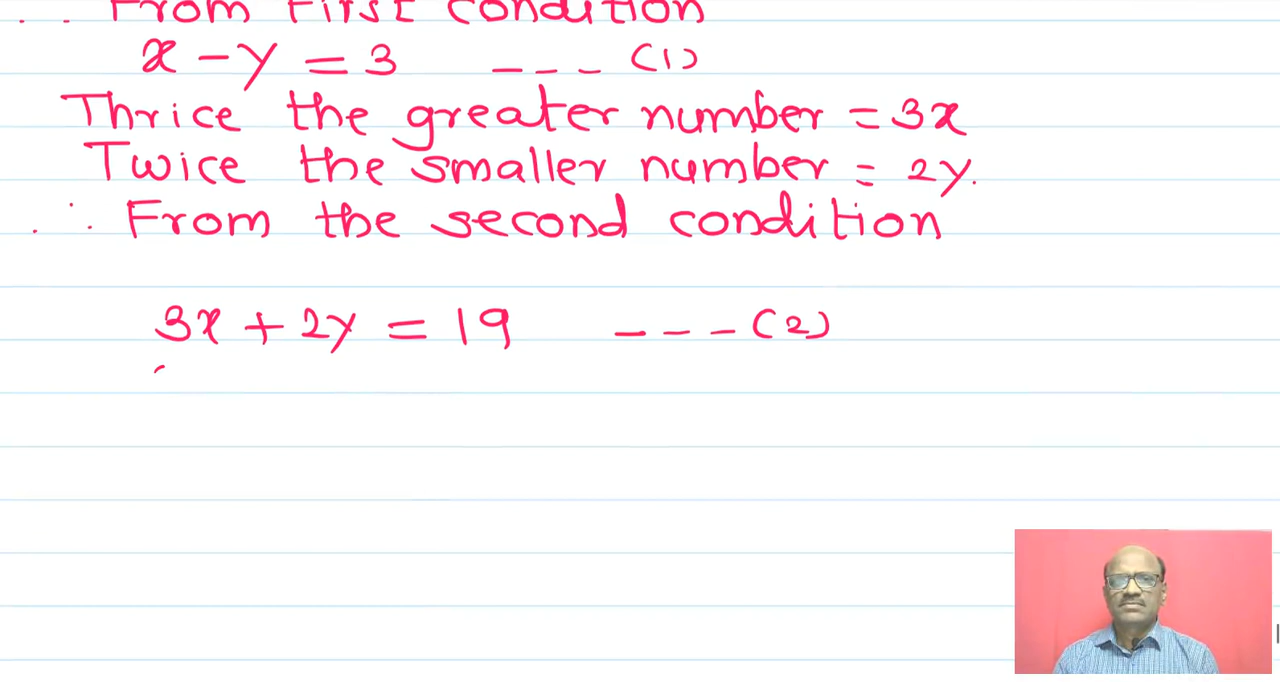 ∴ From First condition
x - y = 3 --- (1)
Thrice the greater number = 3x
Twice the smaller number = 2y.
∴ From the second condition
3x + 2y = 19 --- (2)